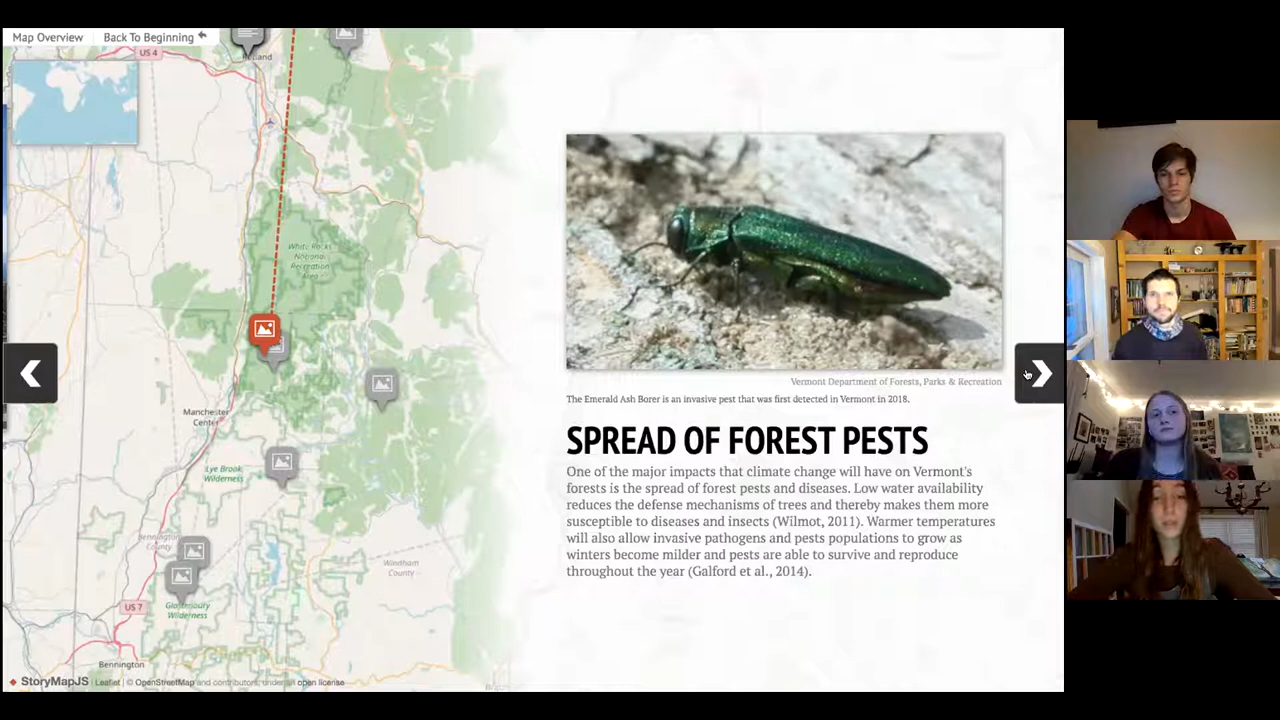 Map Overview
Back To Beginning
US 4
White Rocks
National
Recreation
Area
Manchester
Center
Lye Brook
Wilderness
Bennington
County
Windham
County
Glastenbury
Wilderness
US 7
Bennington
StoryMapJS | Leaflet | © OpenStreetMap and contributors, under an open license
Vermont Department of Forests, Parks & Recreation
The Emerald Ash Borer is an invasive pest that was first detected in Vermont in 2018.
SPREAD OF FOREST PESTS
One of the major impacts that climate change will have on Vermont's
forests is the spread of forest pests and diseases. Low water availability
reduces the defense mechanisms of trees and thereby makes them more
susceptible to diseases and insects (Wilmot, 2011). Warmer temperatures
will also allow invasive pathogens and pests populations to grow as
winters become milder and pests are able to survive and reproduce
throughout the year (Galford et al., 2014).